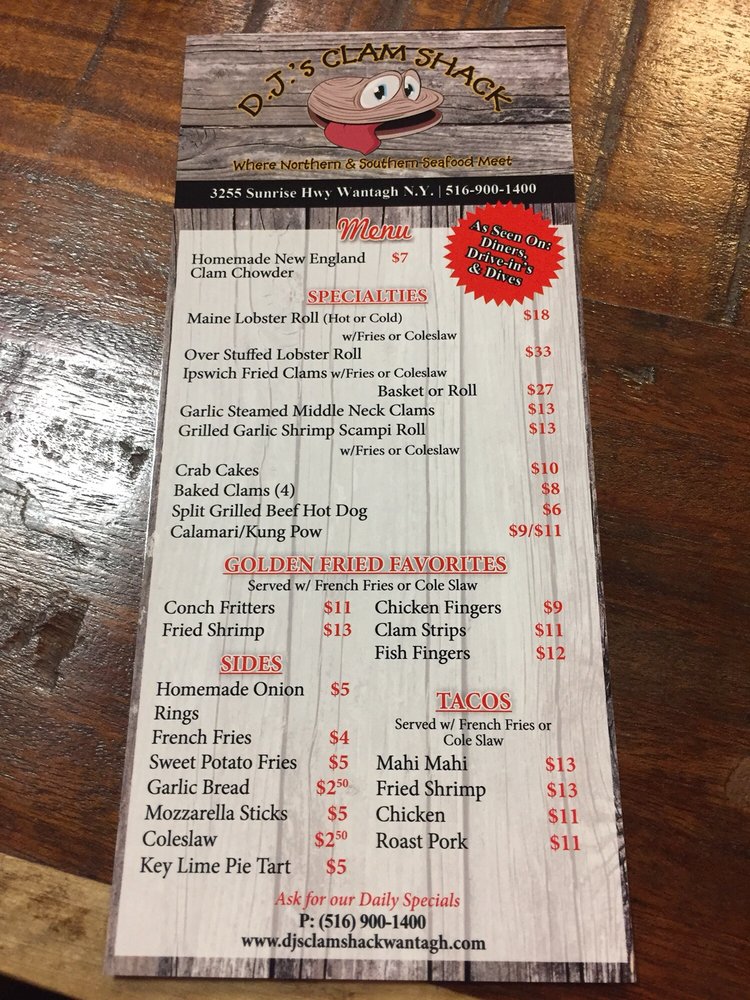 D.J.'s CLAM SHACK
Where Northern & Southern Seafood Meet
3255 Sunrise Hwy Wantagh N.Y. | 516-900-1400
Menu
As Seen On:
Diners,
Drive-in's
& Dives
Homemade New England $7
Clam Chowder
SPECIALTIES
Maine Lobster Roll (Hot or Cold) $18
w/Fries or Coleslaw
Over Stuffed Lobster Roll $33
Ipswich Fried Clams w/Fries or Coleslaw
Basket or Roll $27
Garlic Steamed Middle Neck Clams $13
Grilled Garlic Shrimp Scampi Roll $13
w/Fries or Coleslaw
Crab Cakes $10
Baked Clams (4) $8
Split Grilled Beef Hot Dog $6
Calamari/Kung Pow $9/$11
GOLDEN FRIED FAVORITES
Served w/ French Fries or Cole Slaw
Conch Fritters $11
Fried Shrimp $13
Chicken Fingers $9
Clam Strips $11
Fish Fingers $12
SIDES
Homemade Onion $5
Rings
French Fries $4
Sweet Potato Fries $5
Garlic Bread $250
Mozzarella Sticks $5
Coleslaw $250
Key Lime Pie Tart $5
TACOS
Served w/ French Fries or
Cole Slaw
Mahi Mahi $13
Fried Shrimp $13
Chicken $11
Roast Pork $11
Ask for our Daily Specials
P: (516) 900-1400
www.djsclamshackwantagh.com